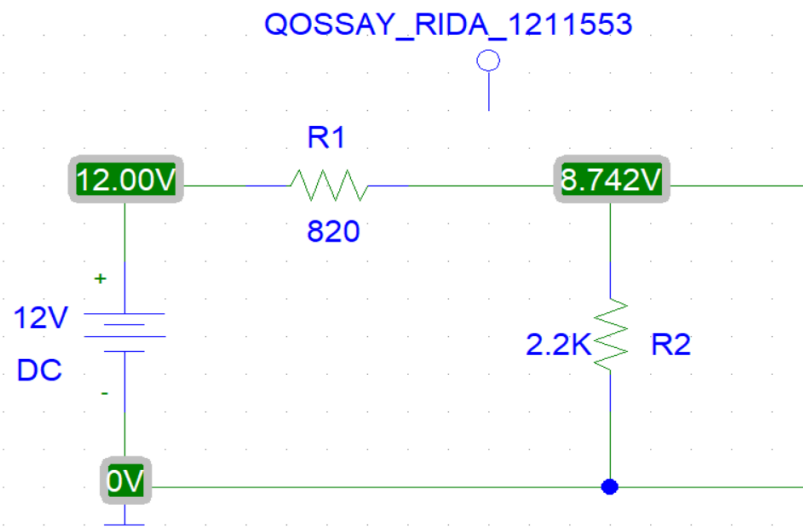 QOSSAY_RIDA_1211553
R1
12.00V
8.742V
820
+
12V
2.2K
R2
DC
-
0V